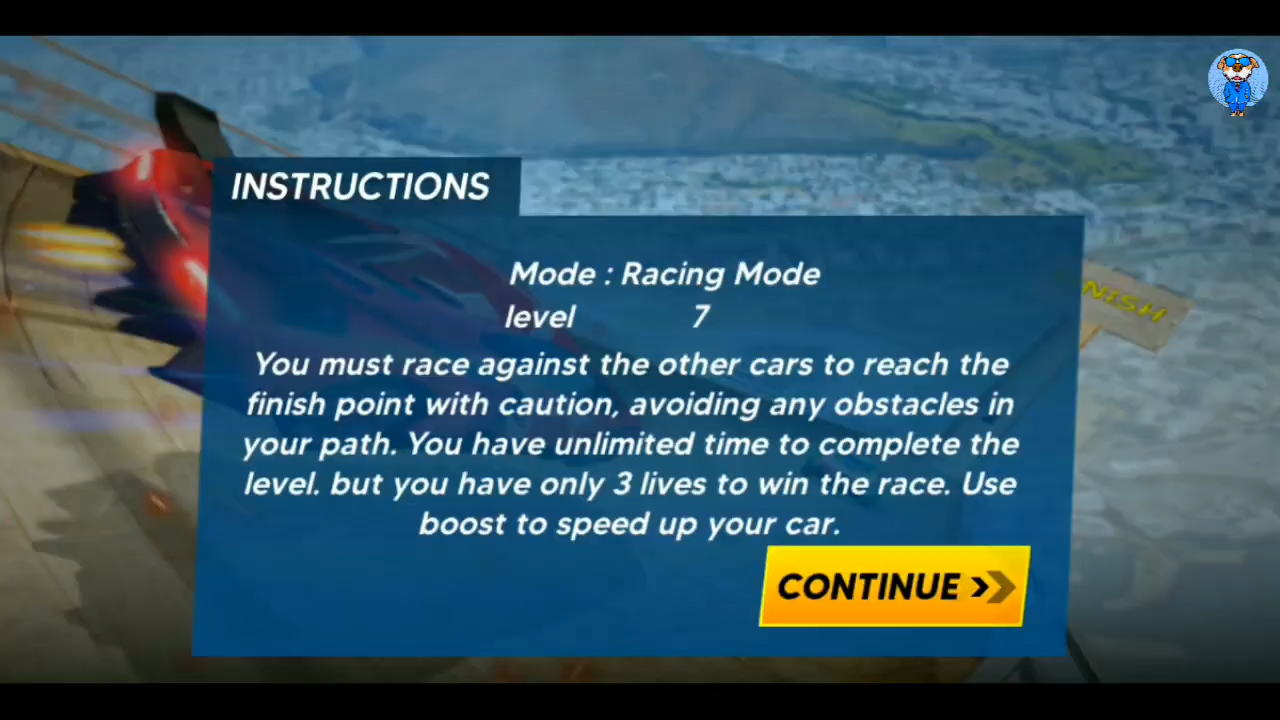 INSTRUCTIONS
Mode : Racing Mode
level 7
You must race against the other cars to reach the
finish point with caution, avoiding any obstacles in
your path. You have unlimited time to complete the
level. but you have only 3 lives to win the race. Use
boost to speed up your car.
CONTINUE >>
NISH